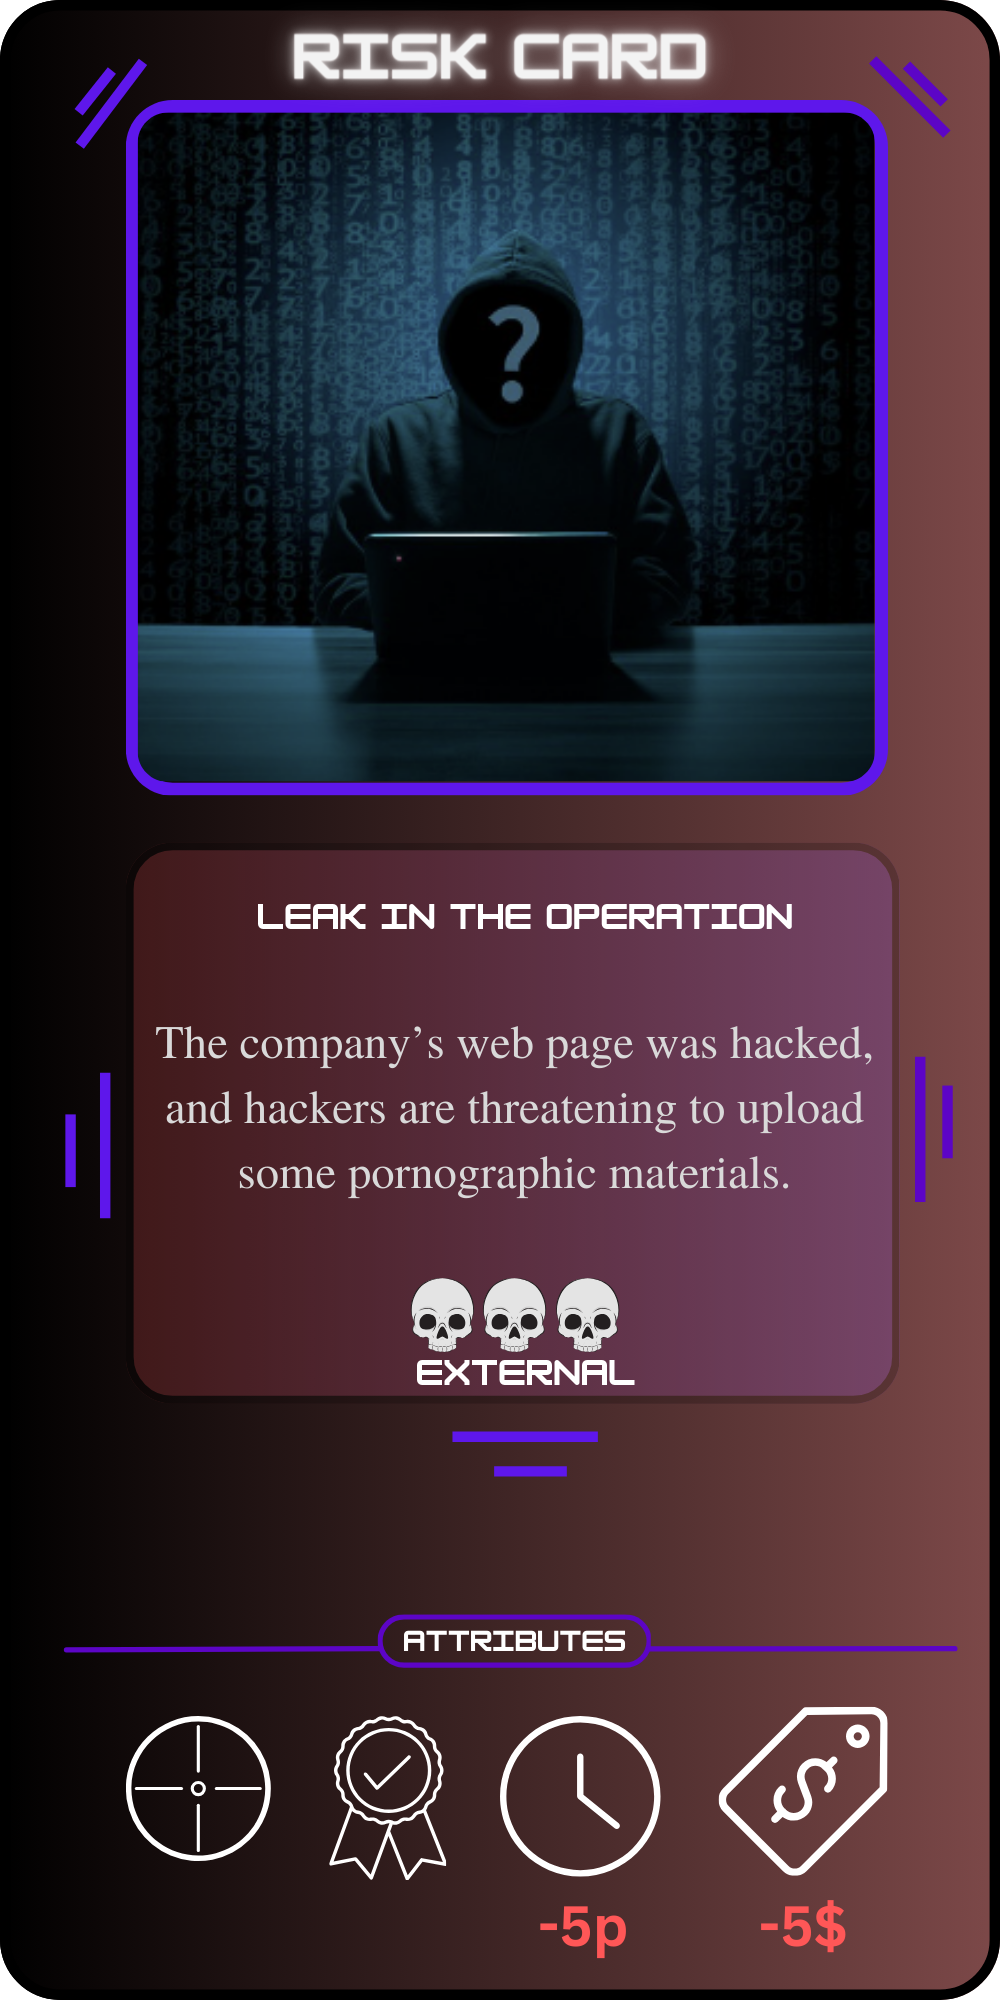 RISK CARD
?
LEAK IN THE OPERATION
The company’s web page was hacked,
and hackers are threatening to upload
some pornographic materials.
EXTERNAL
ATTRIBUTES
$
-5p
-5$